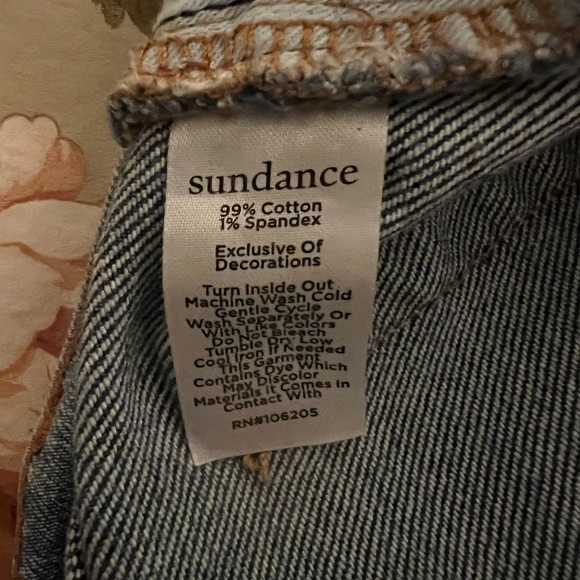 sundance
99% Cotton
1% Spandex
Exclusive Of
Decorations
Turn Inside Out
Machine Wash Cold
Gentle Cycle
Wash Separately Or
With Like Colors
Do Not Bleach
Tumble Dry Low
Cool Iron If Needed
This Garment
Contains Dye Which
May Discolor
Materials it Comes In
Contact With
RN#106205